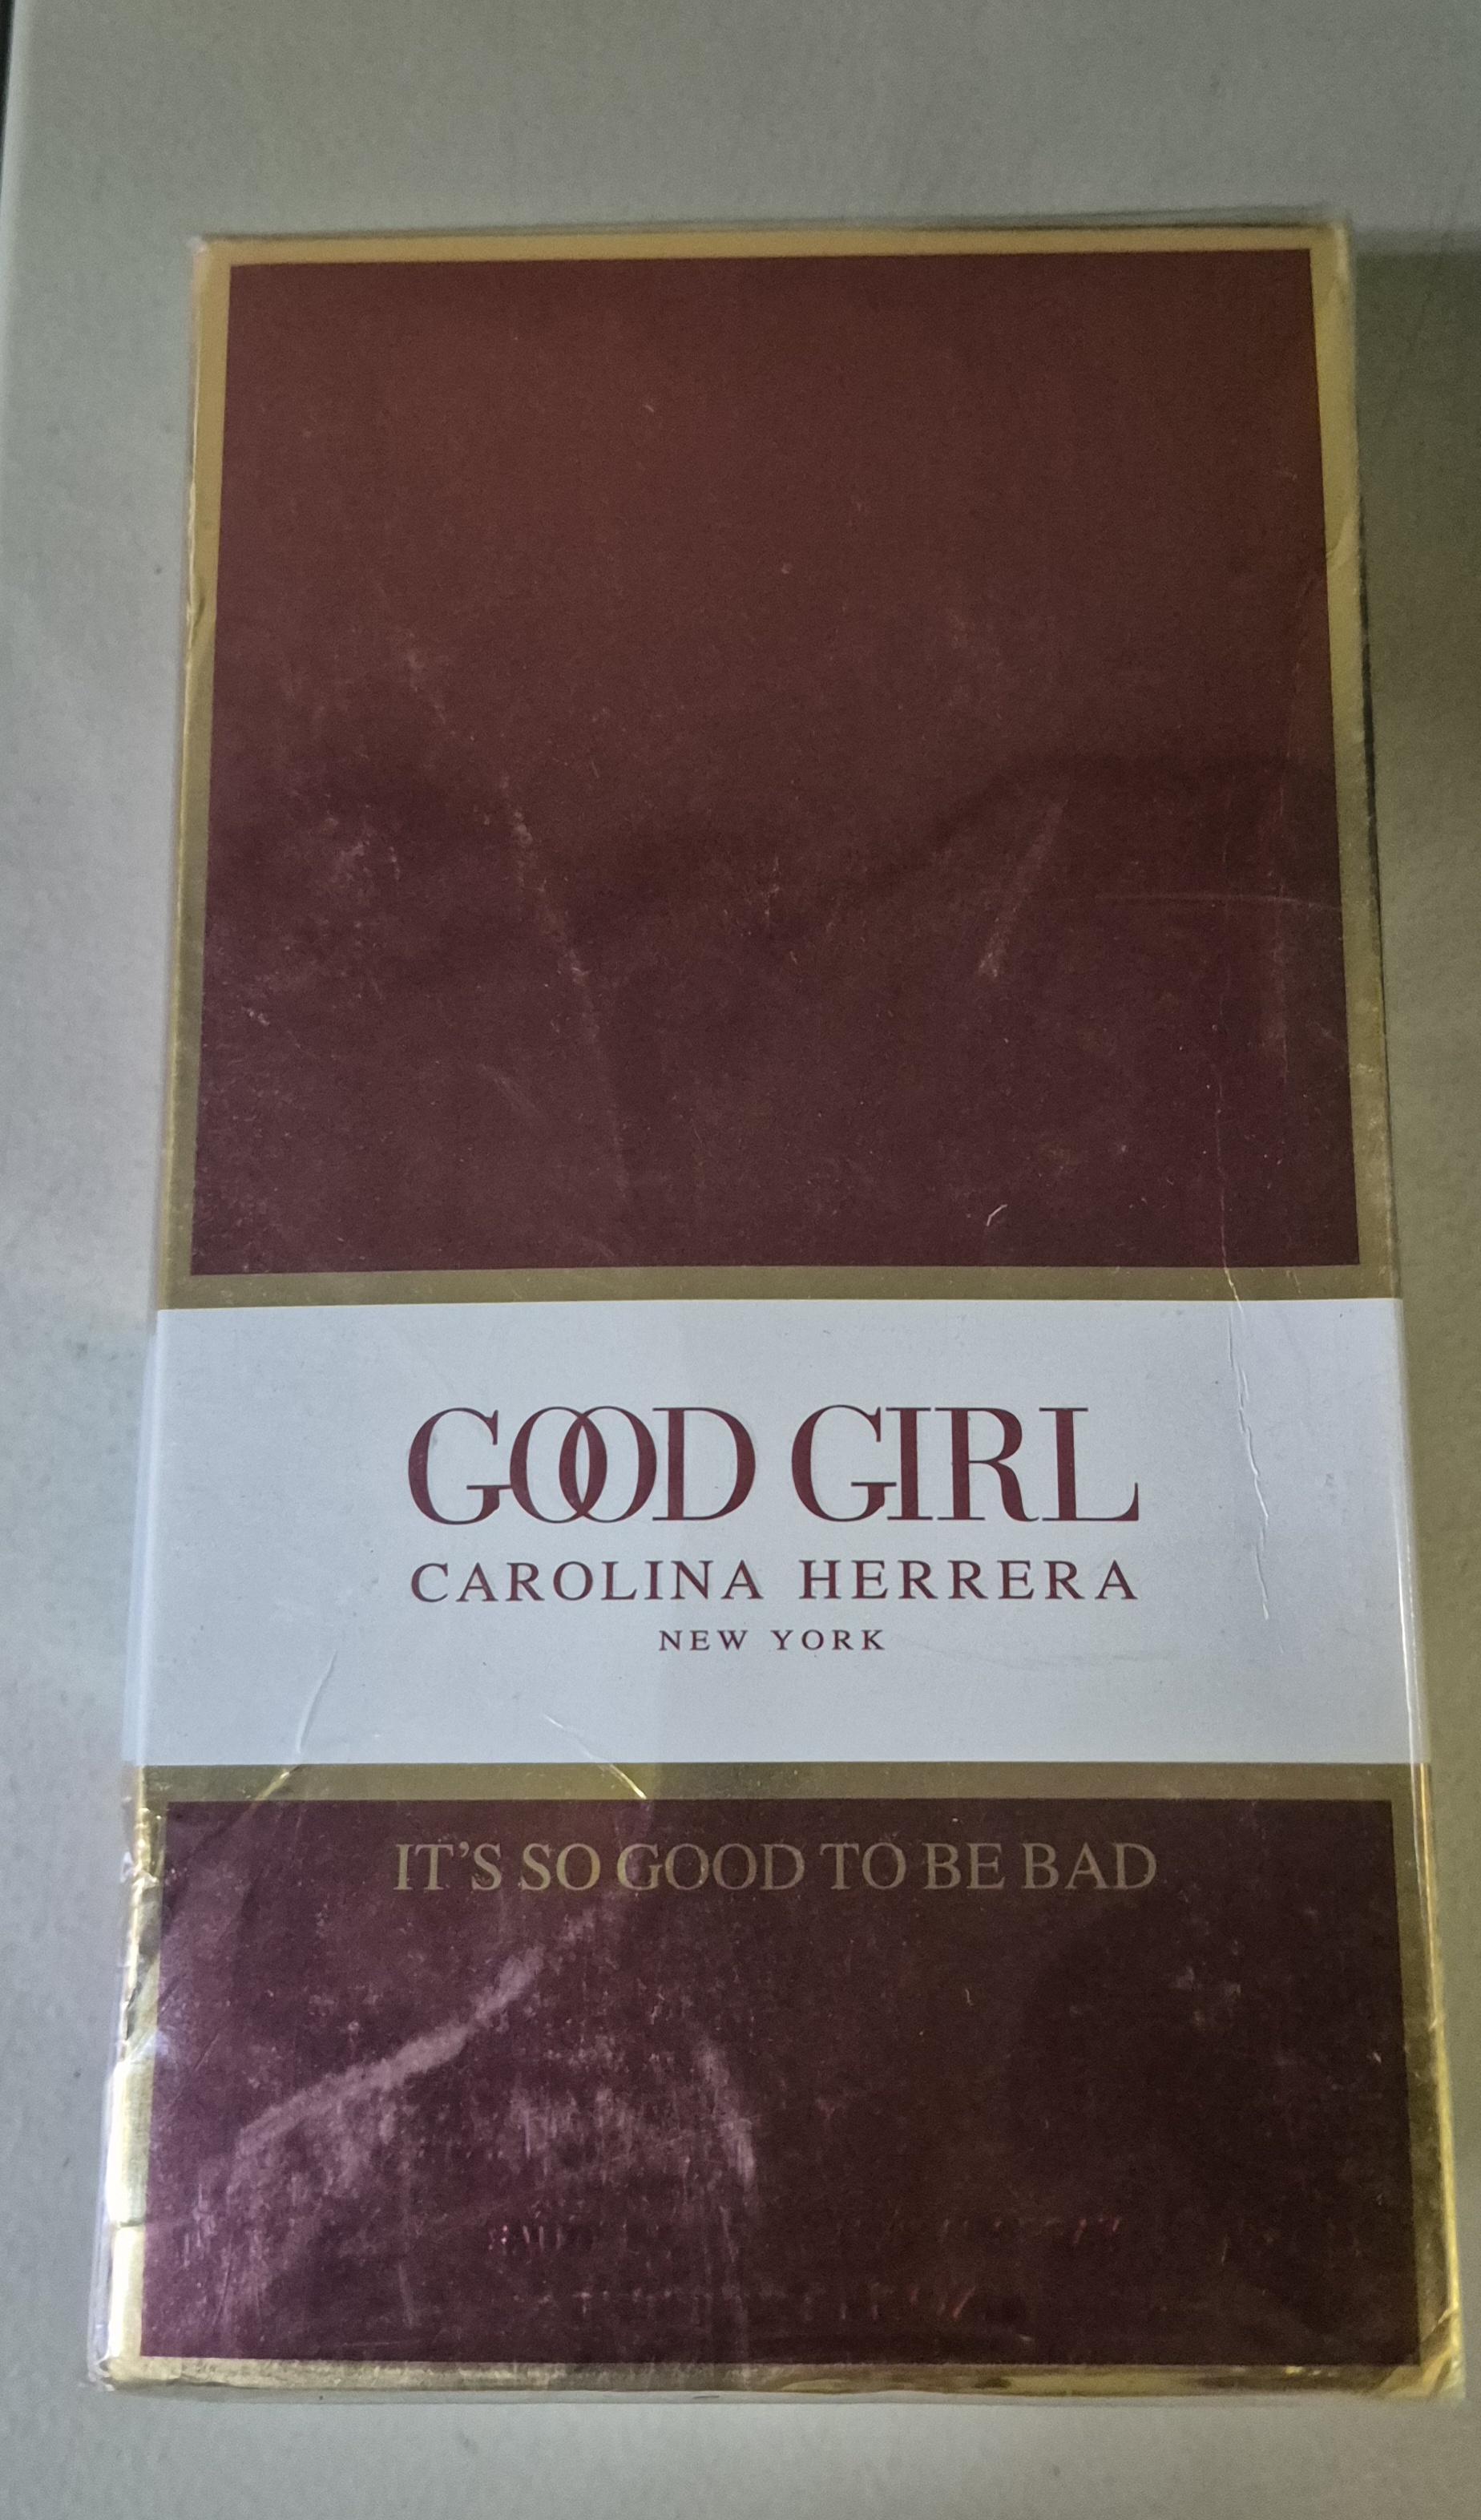 GOOD GIRL
CAROLINA HERRERA
NEW YORK
IT'S SO GOOD TO BE BAD